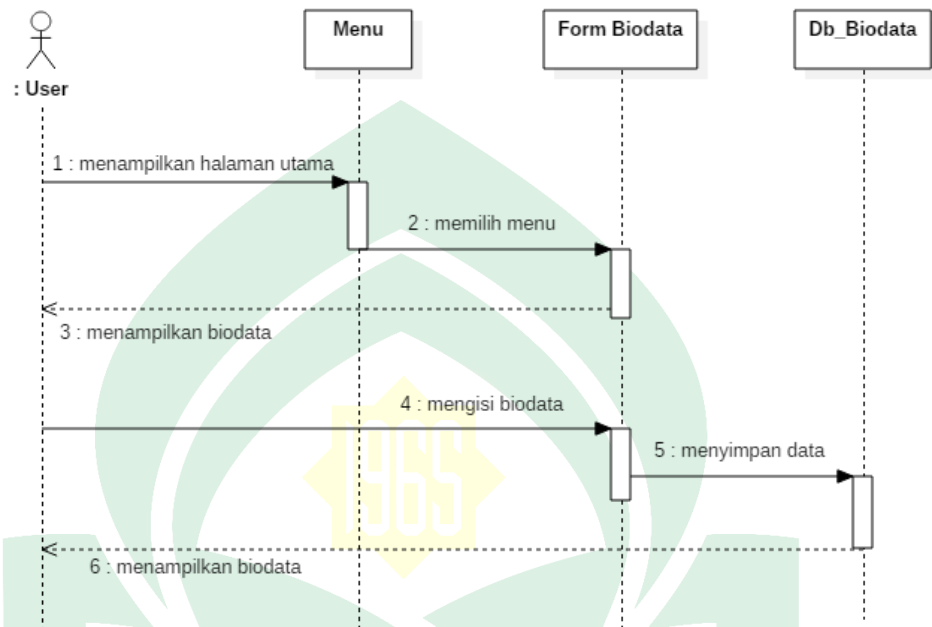 Menu
Form Biodata
Db_Biodata
: User
1 : menampilkan halaman utama
2 : memilih menu
3 : menampilkan biodata
4 : mengisi biodata
5 : menyimpan data
6 : menampilkan biodata
1965